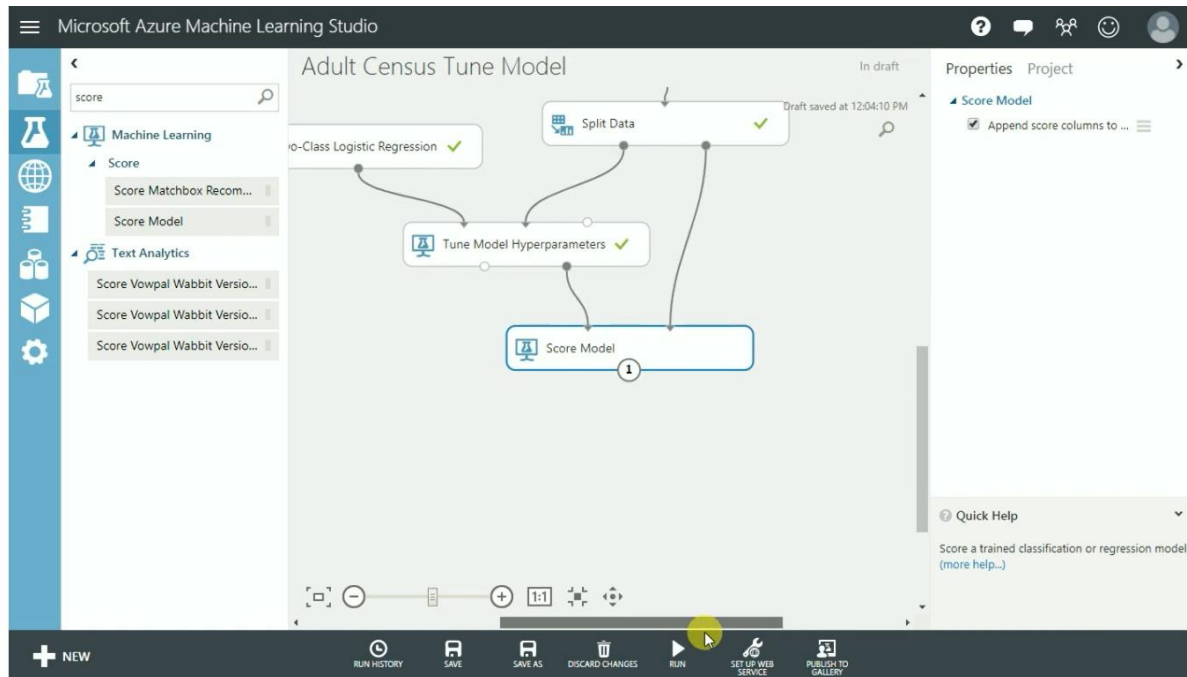 Microsoft Azure Machine Learning Studio
score
Machine Learning
Score
Score Matchbox Recom...
Score Model
Text Analytics
Score Vowpal Wabbit Versio...
Score Vowpal Wabbit Versio...
Score Vowpal Wabbit Versio...
Adult Census Tune Model
In draft
Draft saved at 12:04:10 PM
Split Data
o-Class Logistic Regression
Tune Model Hyperparameters
Score Model
1
1:1
Properties Project
Score Model
Append score columns to ...
Quick Help
Score a trained classification or regression model
(more help...)
NEW
RUN HISTORY
SAVE
SAVE AS
DISCARD CHANGES
RUN
SET UP WEB
SERVICE
PUBLISH TO
GALLERY